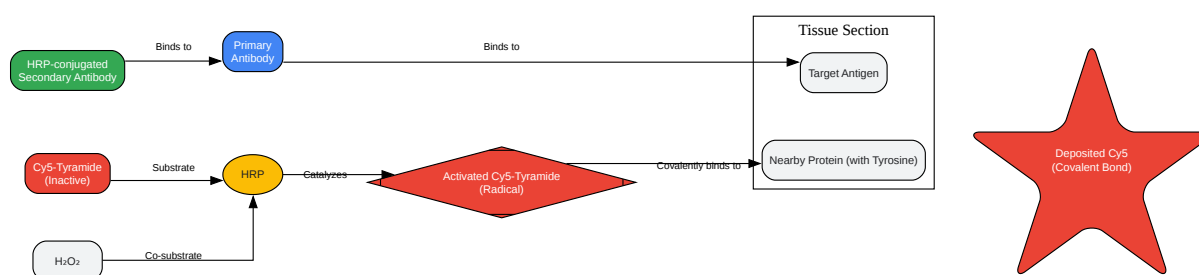 Tissue Section
HRP-conjugated
Secondary Antibody
Binds to
Primary
Antibody
Binds to
Target Antigen
Cy5-Tyramide
(Inactive)
Substrate
HRP
Catalyzes
Activated Cy5-Tyramide
(Radical)
Covalently binds to
Nearby Protein (with Tyrosine)
Deposited Cy5
(Covalent Bond)
H₂O₂
Co-substrate